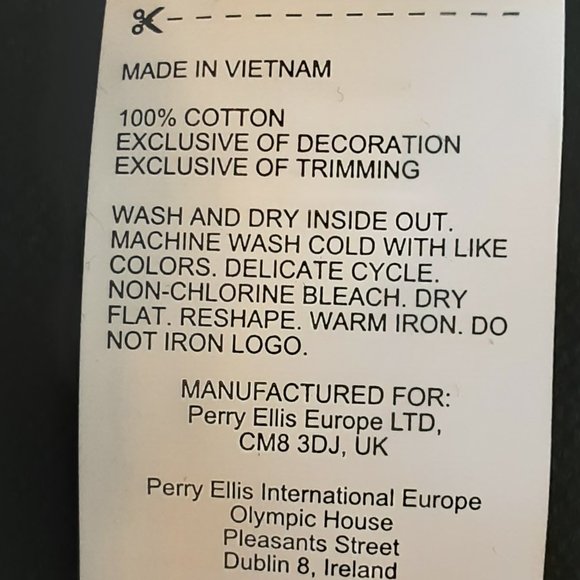 MADE IN VIETNAM
100% COTTON
EXCLUSIVE OF DECORATION
EXCLUSIVE OF TRIMMING
WASH AND DRY INSIDE OUT.
MACHINE WASH COLD WITH LIKE
COLORS. DELICATE CYCLE.
NON-CHLORINE BLEACH. DRY
FLAT. RESHAPE. WARM IRON. DO
NOT IRON LOGO.
MANUFACTURED FOR:
Perry Ellis Europe LTD,
CM8 3DJ, UK
Perry Ellis International Europe
Olympic House
Pleasants Street
Dublin 8, Ireland